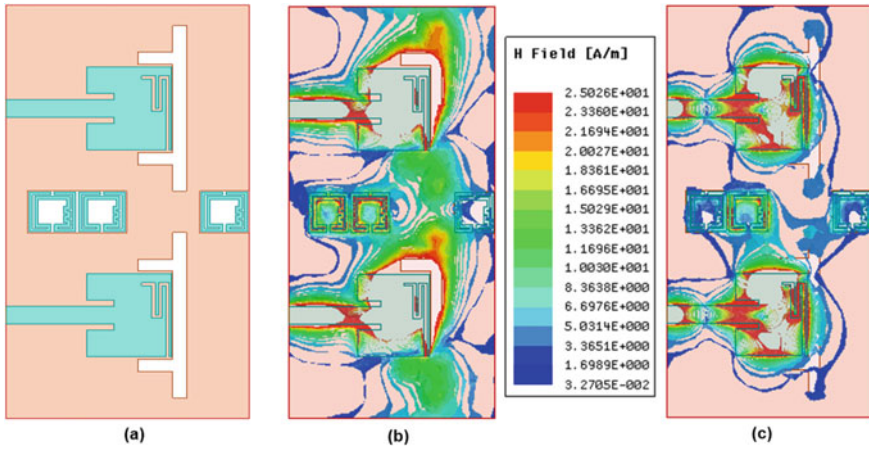 H Field [A/m]
2.5026E+001
2.3360E+001
2.1694E+001
2.0027E+001
1.8361E+001
1.6695E+001
1.5029E+001
1.3362E+001
1.1696E+001
1.0030E+001
8.3638E+000
6.6976E+000
5.0314E+000
3.3651E+000
1.6989E+000
3.2705E-002
(a)
(b)
(c)